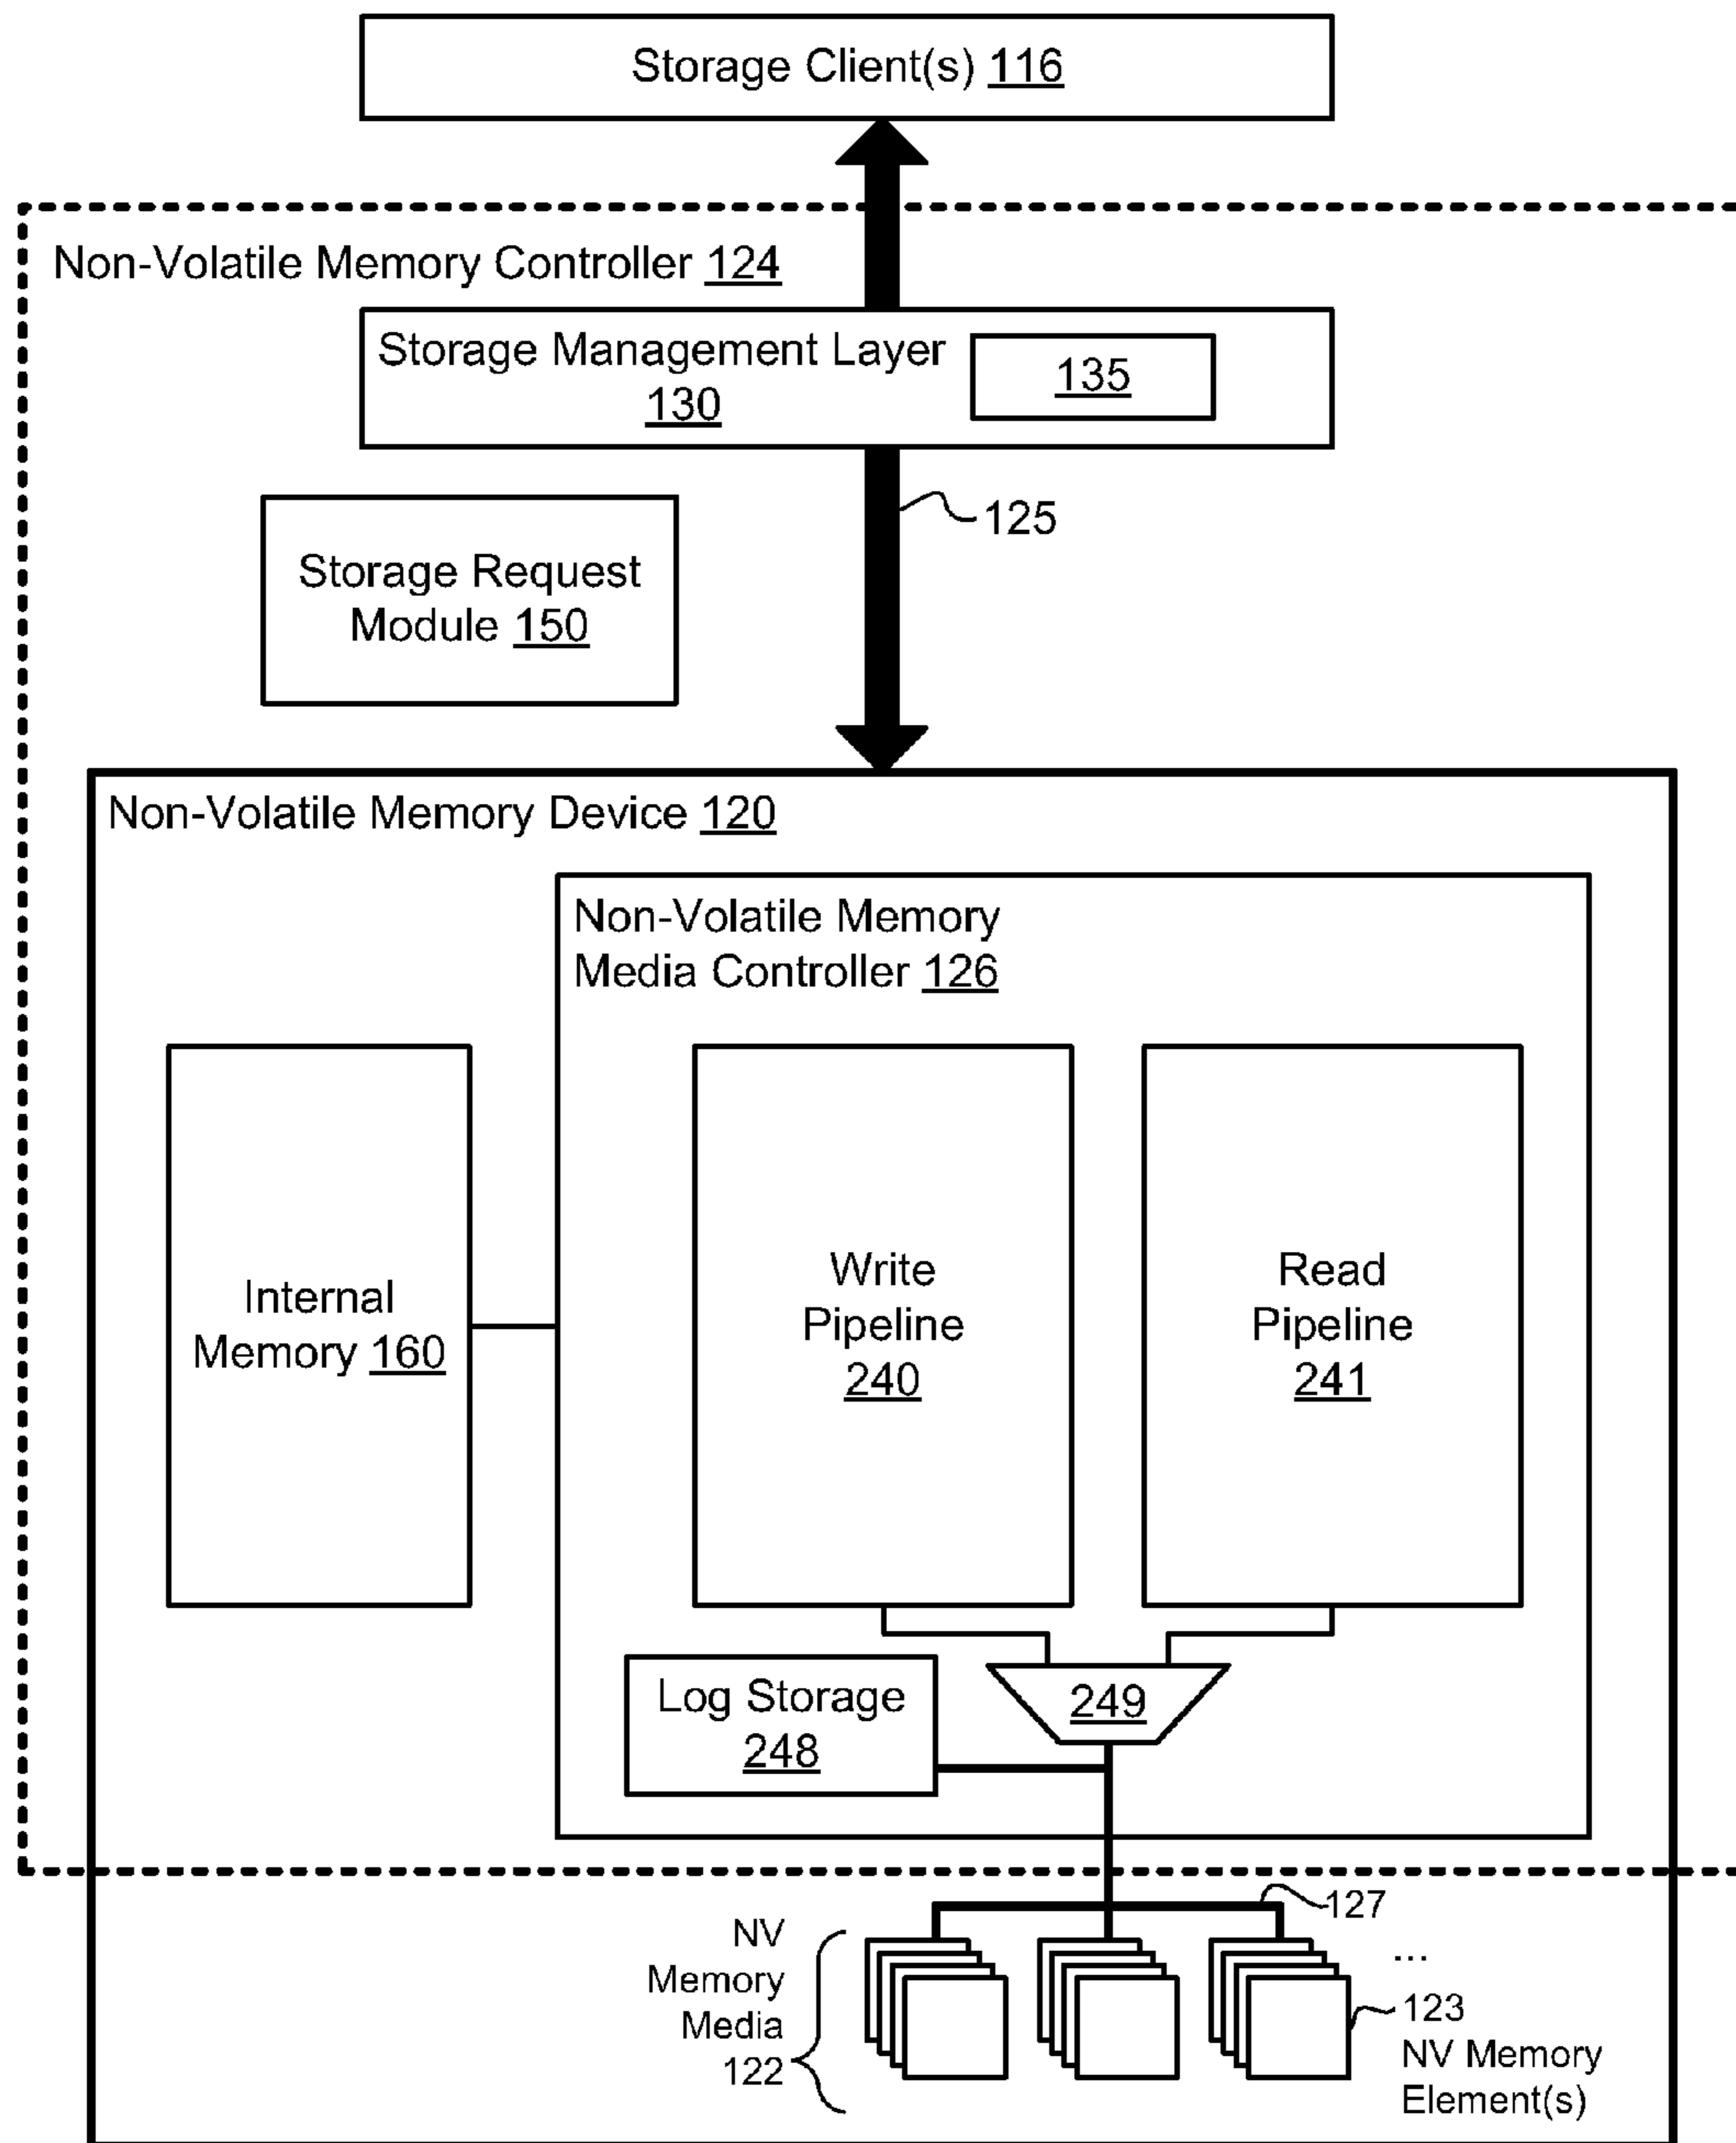 Storage Client(s) 116
Non-Volatile Memory Controller 124
Storage Management Layer
130
135
125
Storage Request
Module 150
Non-Volatile Memory Device 120
Non-Volatile Memory
Media Controller 126
Internal
Memory 160
Write
Pipeline
240
Read
Pipeline
241
Log Storage
248
249
127
NV
Memory
Media
122
...
123
NV Memory
Element(s)